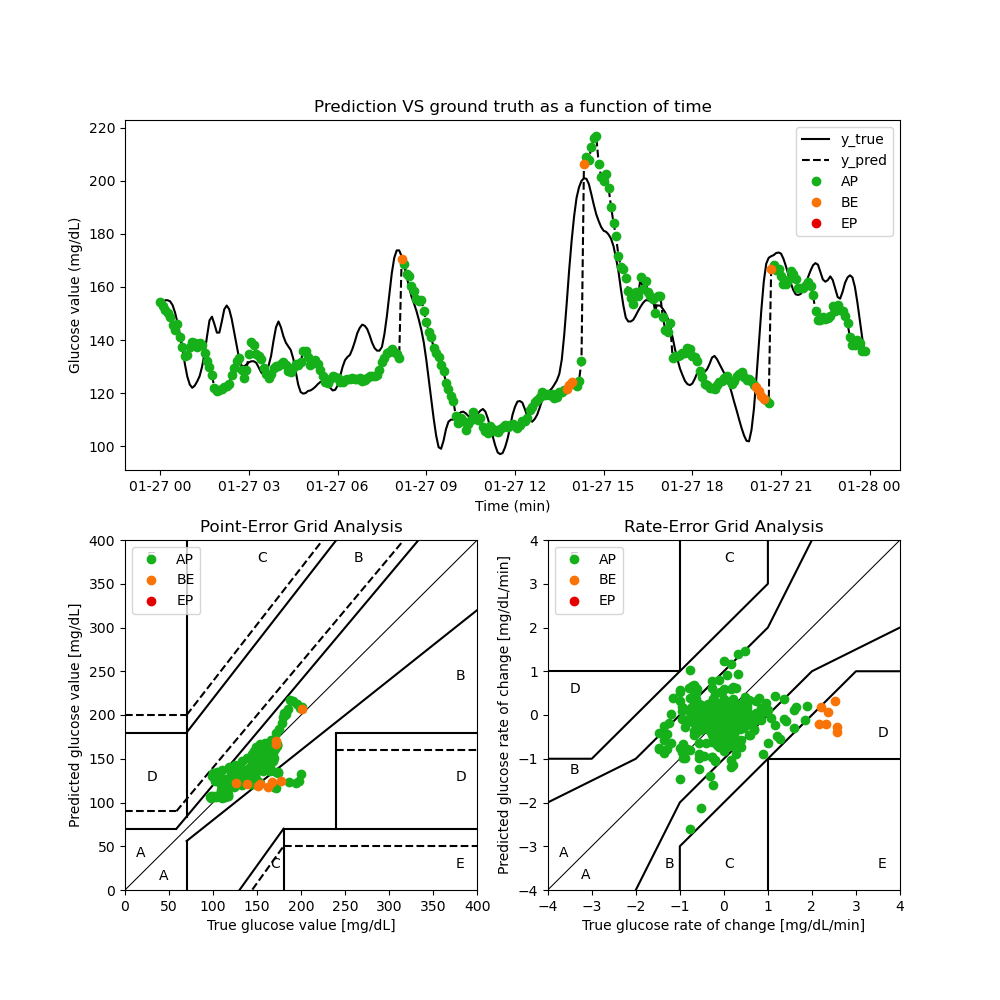 Prediction VS ground truth as a function of time
Glucose value (mg/dL)
220
200
180
160
140
120
100
y_true
y_pred
AP
BE
EP
01-27 00 01-27 03 01-27 06 01-27 09 01-27 12 01-27 15 01-27 18 01-27 21 01-28 00
Time (min)
Point-Error Grid Analysis
Predicted glucose value [mg/dL]
400
350
300
250
200
150
100
50
0
AP
BE
EP
C
B
B
D
D
A
A
C
E
0 50 100 150 200 250 300 350 400
True glucose value [mg/dL]
Rate-Error Grid Analysis
Predicted glucose rate of change [mg/dL/min]
4
3
2
1
0
−1
−2
−3
−4
AP
BE
EP
C
D
D
B
A
A
B
C
E
−4 −3 −2 −1 0 1 2 3 4
True glucose rate of change [mg/dL/min]